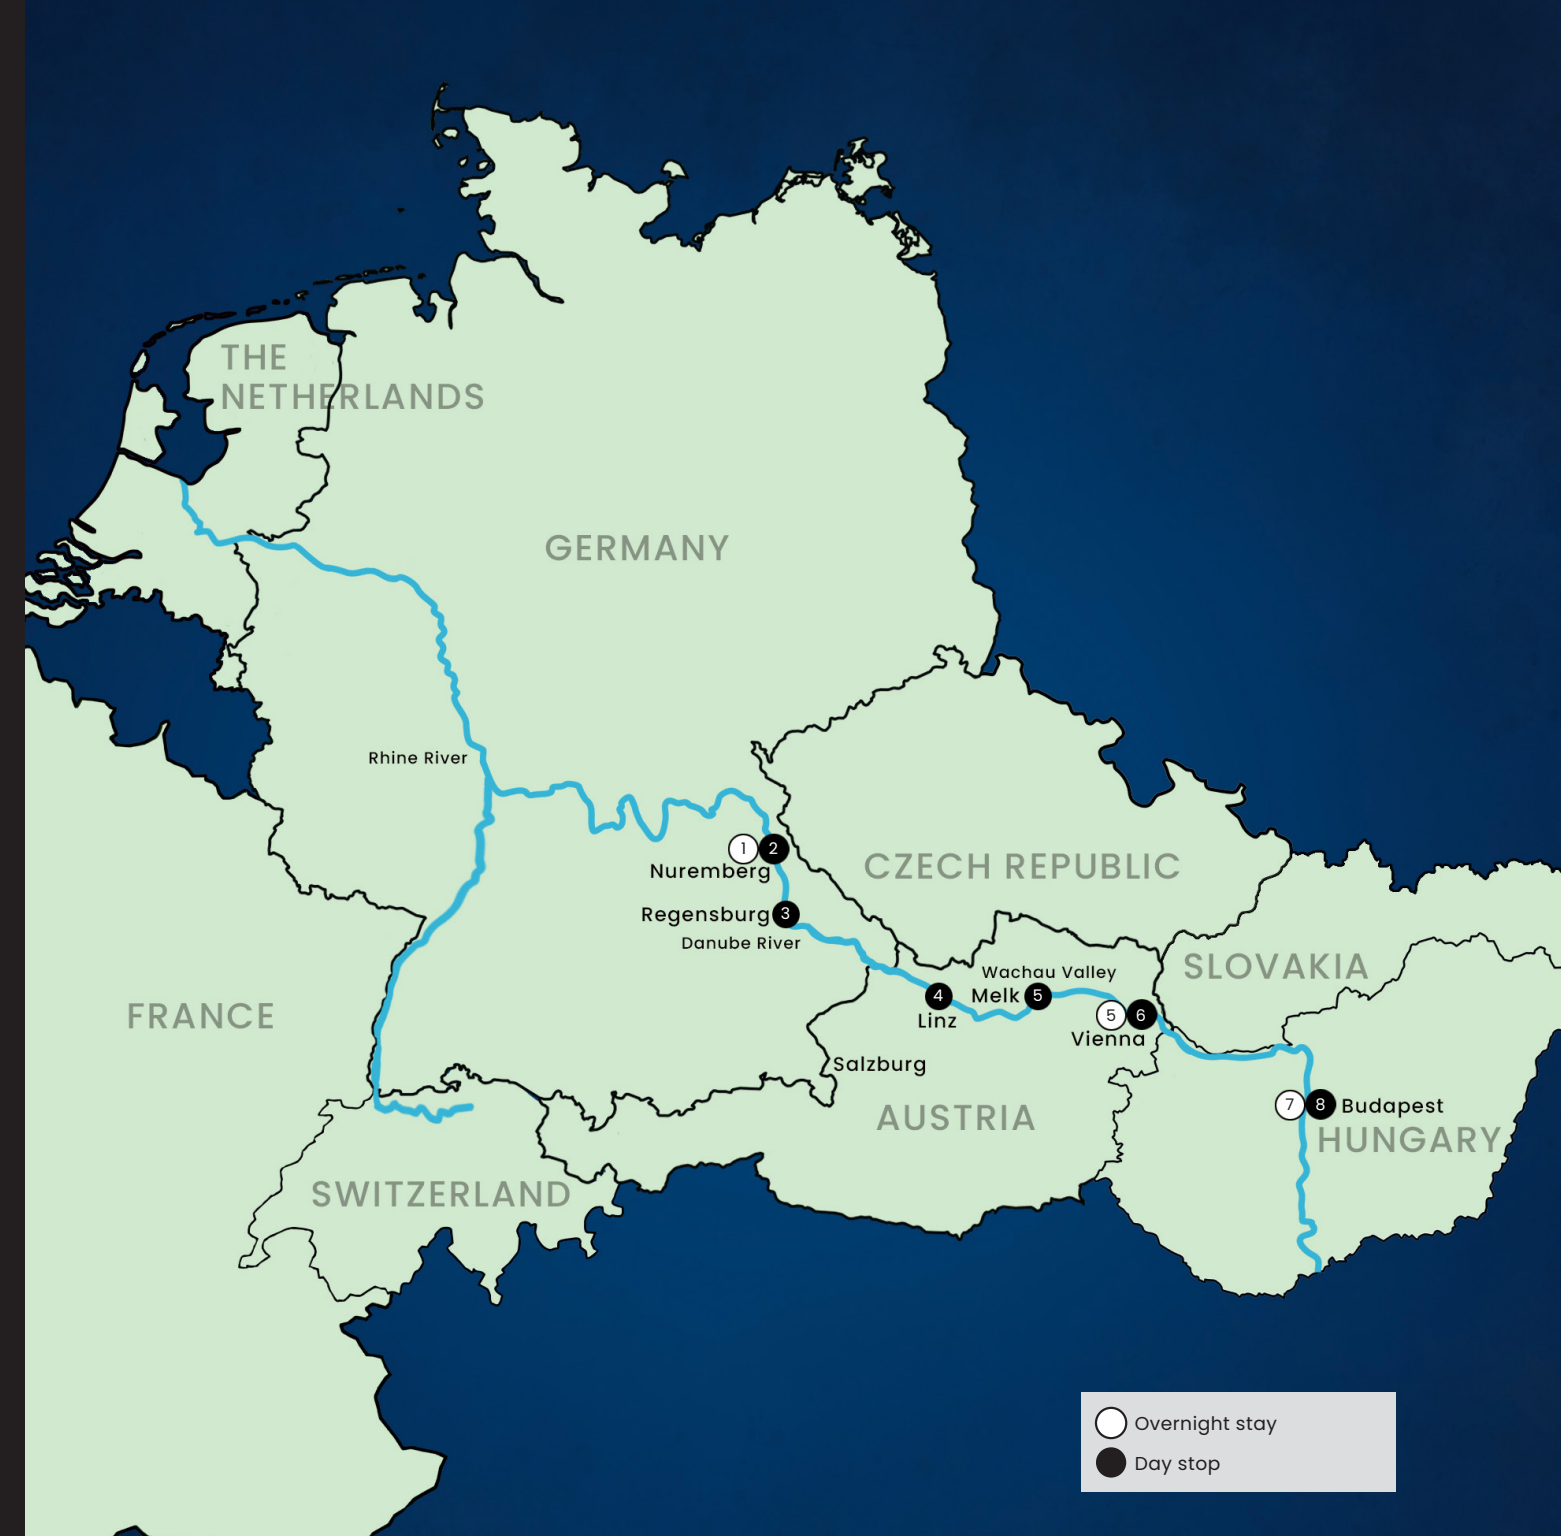 THE
NETHERLANDS
GERMANY
Rhine River
1 2
Nuremberg
CZECH REPUBLIC
Regensburg 3
Danube River
SLOVAKIA
Wachau Valley
4 Melk 5
FRANCE
5 6
Linz
Vienna
Salzburg
7 8 Budapest
AUSTRIA
HUNGARY
SWITZERLAND
Overnight stay
Day stop